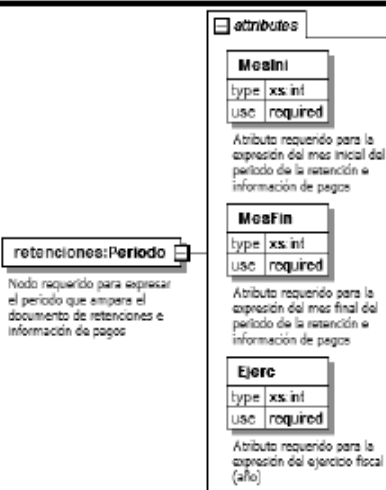 attributes
MesIni
type xs:int
use required
Atributo requerido para la
expresión del mes inicial del
periodo de la retención e
información de pagos
MesFin
type xs:int
use required
Atributo requerido para la
expresión del mes final del
periodo de la retención e
información de pagos
retenciones:Periodo
Nodo requerido para expresar
el periodo que ampara el
documento de retenciones e
información de pagos
Ejerc
type xs:int
use required
Atributo requerido para la
expresión del ejercicio fiscal
(año)